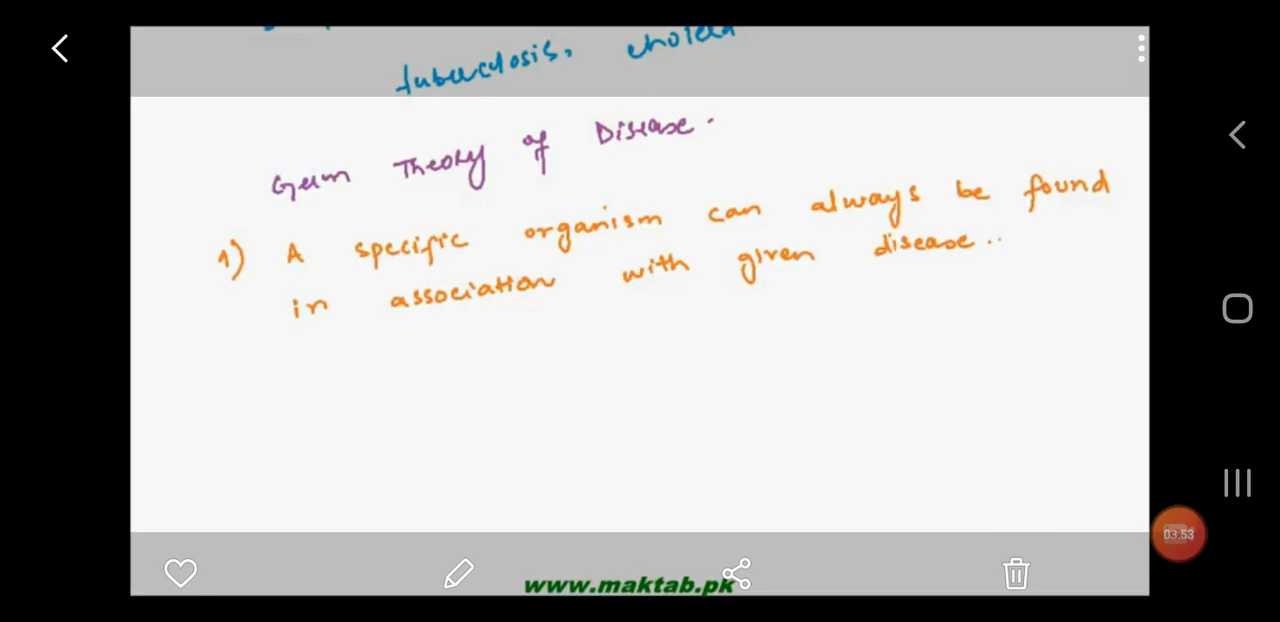 tuberclosis, cholera
Germ Theory of Disease.
1) A specific organism can always be found
in association with given disease..
03:53
www.maktab.pk